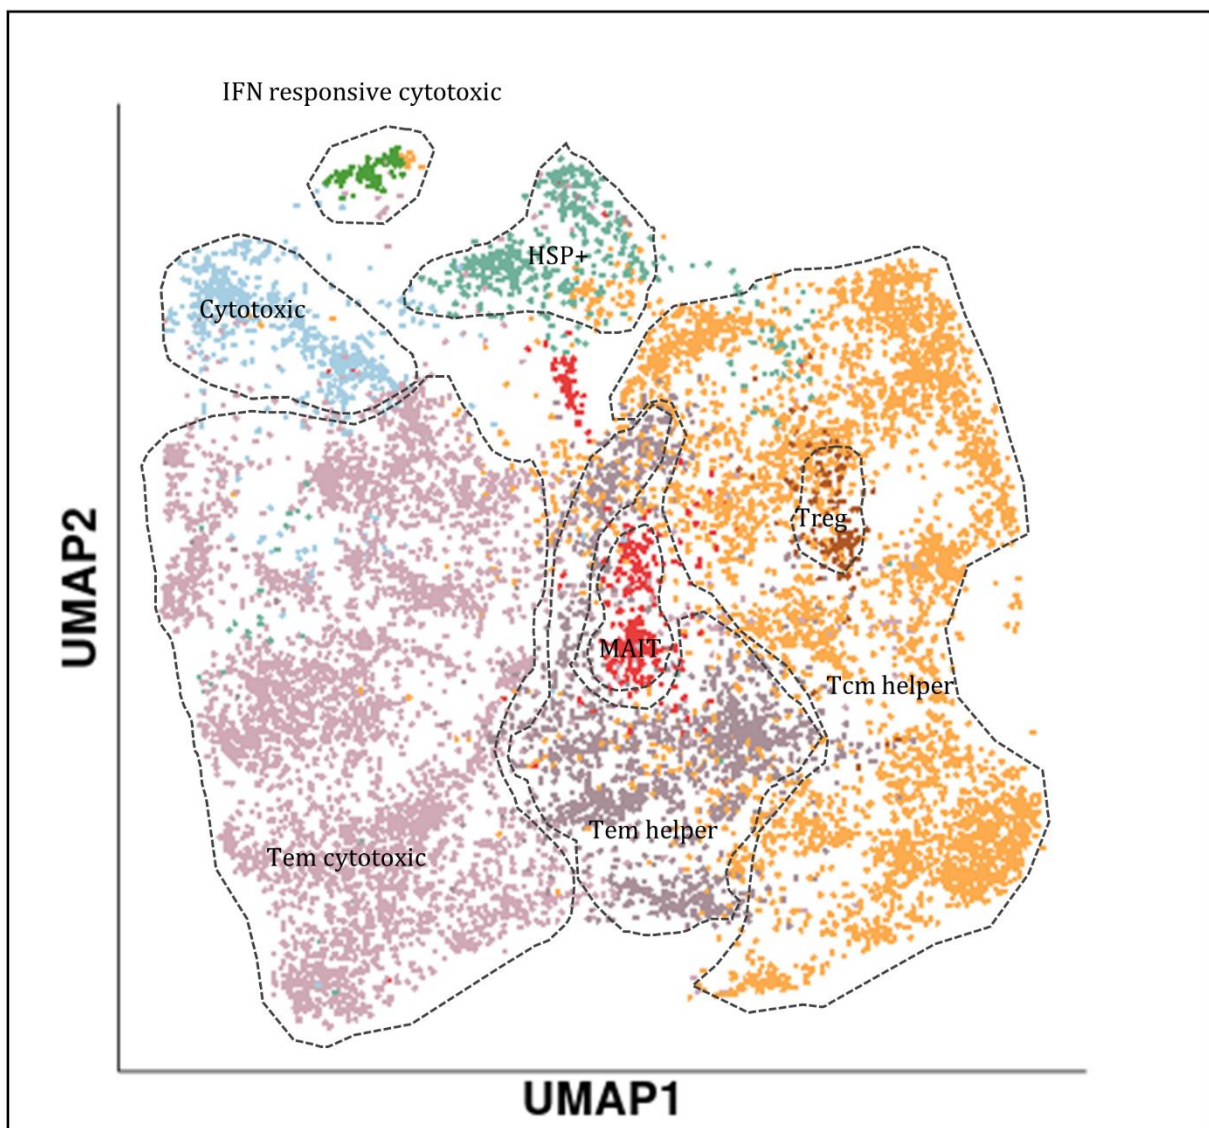 IFN responsive cytotoxic
HSP+
Cytotoxic
Treg
MAIT
Tcm helper
Tem helper
Tem cytotoxic
UMAP2
UMAP1